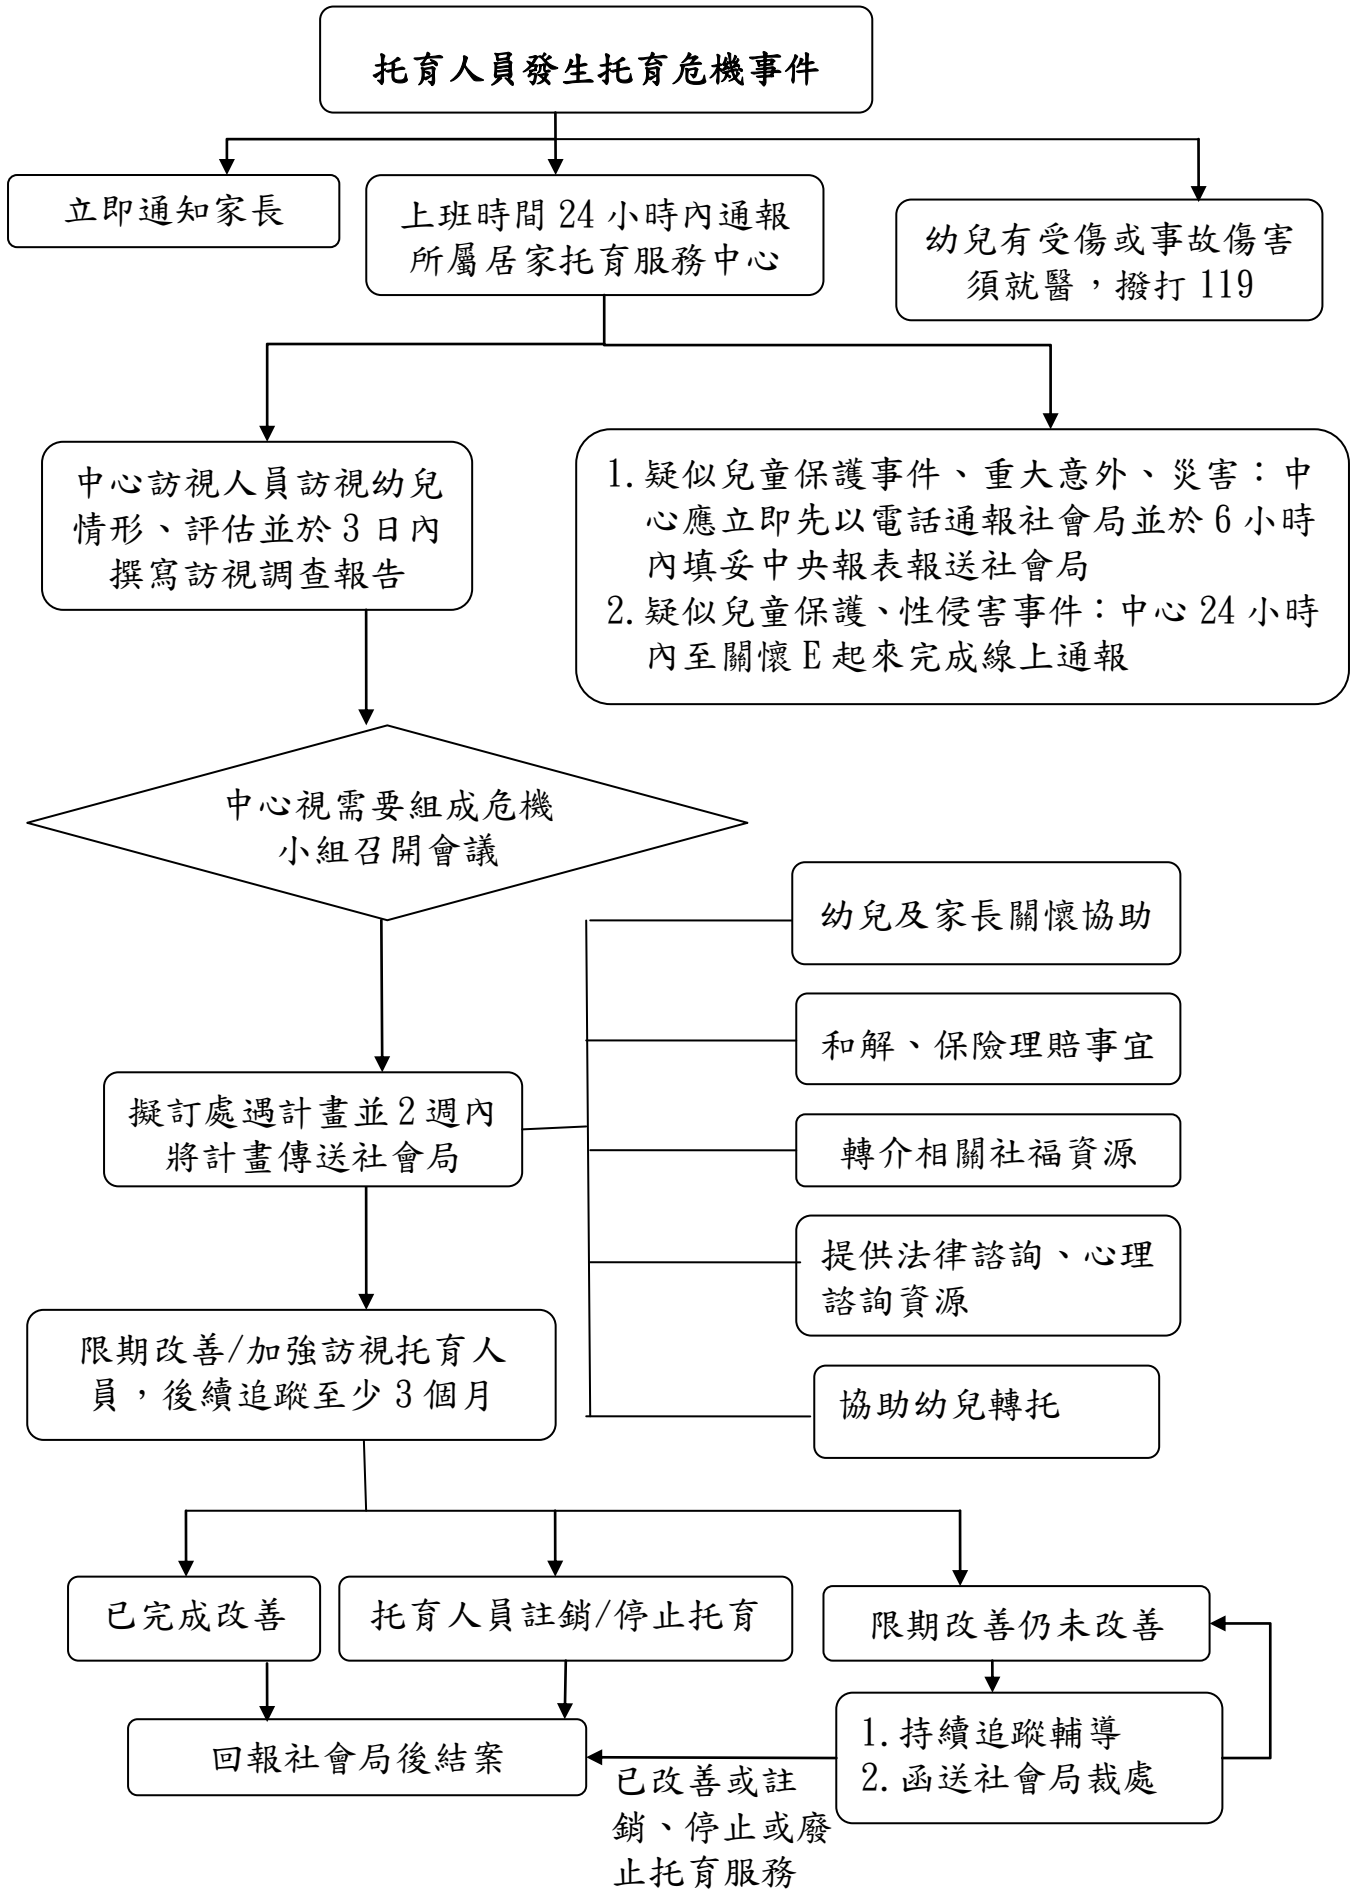 托育人員發生托育危機事件
立即通知家長
上班時間 24 小時內通報
所屬居家托育服務中心
幼兒有受傷或事故傷害
須就醫，撥打 119
中心訪視人員訪視幼兒
情形、評估並於 3 日內
撰寫訪視調查報告
1. 疑似兒童保護事件、重大意外、災害：中
心應立即先以電話通報社會局並於 6 小時
內填妥中央報表報送社會局
2. 疑似兒童保護、性侵害事件：中心 24 小時
內至關懷 E 起來完成線上通報
中心視需要組成危機
小組召開會議
幼兒及家長關懷協助
和解、保險理賠事宜
擬訂處遇計畫並 2 週內
將計畫傳送社會局
轉介相關社福資源
提供法律諮詢、心理
諮詢資源
限期改善/加強訪視托育人
員，後續追蹤至少 3 個月
協助幼兒轉托
已完成改善
托育人員註銷/停止托育
限期改善仍未改善
回報社會局後結案
1. 持續追蹤輔導
2. 函送社會局裁處
已改善或註
銷、停止或廢
止托育服務